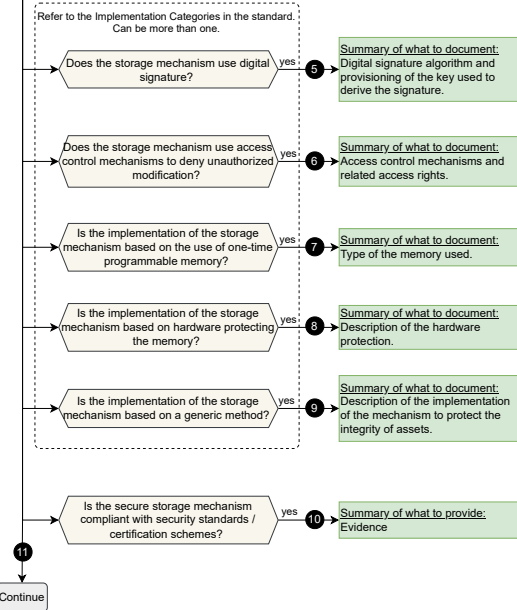 Refer to the Implementation Categories in the standard.
Can be more than one.
Does the storage mechanism use digital
signature?
yes
5
Summary of what to document:
Digital signature algorithm and
provisioning of the key used to
derive the signature.
Does the storage mechanism use access
control mechanisms to deny unauthorized
modification?
yes
6
Summary of what to document:
Access control mechanisms and
related access rights.
Is the implementation of the storage
mechanism based on the use of one-time
programmable memory?
yes
7
Summary of what to document:
Type of the memory used.
Is the implementation of the storage
mechanism based on hardware protecting
the memory?
yes
8
Summary of what to document:
Description of the hardware
protection.
Is the implementation of the storage
mechanism based on a generic method?
yes
9
Summary of what to document:
Description of the implementation
of the mechanism to protect the
integrity of assets.
Is the secure storage mechanism
compliant with security standards /
certification schemes?
yes
10
Summary of what to provide:
Evidence
11
Continue